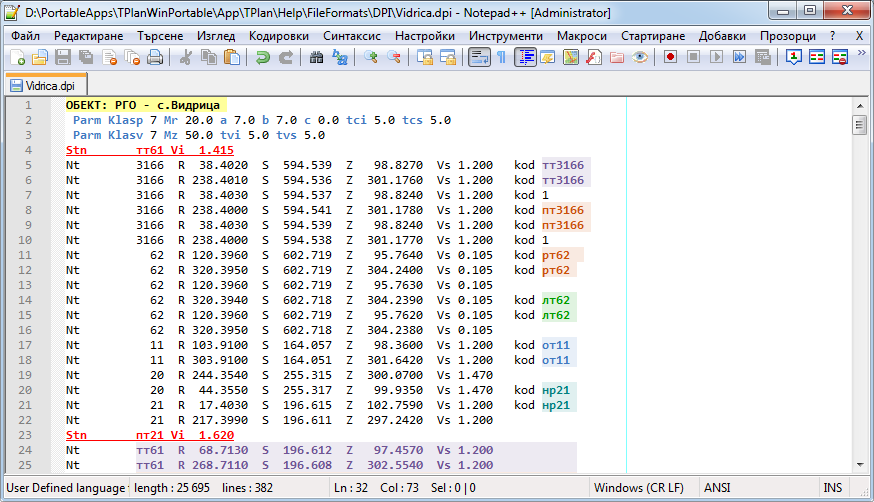 D:\PortableApps\TPlanWinPortable\App\TPlan\Help\FileFormats\DPI\Vidrica.dpi - Notepad++ [Administrator]
Файл Редактиране Търсене Изглед Кодировки Синтаксис Настройки Инструменти Макроси Стартиране Добавки Прозорци ? X
Vidrica.dpi
1 ОБЕКТ: РГО - с.Видрица
2 Parm Klasp 7 Mr 20.0 a 7.0 b 7.0 c 0.0 tci 5.0 tcs 5.0
3 Parm Klasv 7 Mz 50.0 tvi 5.0 tvs 5.0
4 Stn тт61 Vi 1.415
5 Nt 3166 R 38.4020 S 594.539 Z 98.8270 Vs 1.200 kod тт3166
6 Nt 3166 R 238.4010 S 594.536 Z 301.1760 Vs 1.200 kod тт3166
7 Nt 3166 R 38.4030 S 594.537 Z 98.8240 Vs 1.200 kod 1
8 Nt 3166 R 238.4000 S 594.541 Z 301.1780 Vs 1.200 kod пт3166
9 Nt 3166 R 38.4030 S 594.539 Z 98.8240 Vs 1.200 kod пт3166
10 Nt 3166 R 238.4000 S 594.538 Z 301.1770 Vs 1.200 kod 1
11 Nt 62 R 120.3960 S 602.719 Z 95.7640 Vs 0.105 kod рт62
12 Nt 62 R 320.3950 S 602.719 Z 304.2400 Vs 0.105 kod рт62
13 Nt 62 R 120.3960 S 602.719 Z 95.7630 Vs 0.105
14 Nt 62 R 320.3940 S 602.718 Z 304.2390 Vs 0.105 kod лт62
15 Nt 62 R 120.3960 S 602.719 Z 95.7620 Vs 0.105 kod лт62
16 Nt 62 R 320.3950 S 602.718 Z 304.2380 Vs 0.105
17 Nt 11 R 103.9100 S 164.057 Z 98.3600 Vs 1.200 kod от11
18 Nt 11 R 303.9100 S 164.051 Z 301.6420 Vs 1.200 kod от11
19 Nt 20 R 244.3540 S 255.315 Z 300.0700 Vs 1.470
20 Nt 20 R 44.3550 S 255.317 Z 99.9350 Vs 1.470 kod нр21
21 Nt 21 R 17.4030 S 196.615 Z 102.7590 Vs 1.200 kod нр21
22 Nt 21 R 217.3990 S 196.611 Z 297.2420 Vs 1.200
23 Stn пт21 Vi 1.620
24 Nt тт61 R 68.7130 S 196.612 Z 97.4570 Vs 1.200
25 Nt тт61 R 268.7110 S 196.608 Z 302.5540 Vs 1.200
User Defined language length : 25 695 lines : 382 Ln : 32 Col : 73 Sel : 0 | 0 Windows (CR LF) ANSI INS